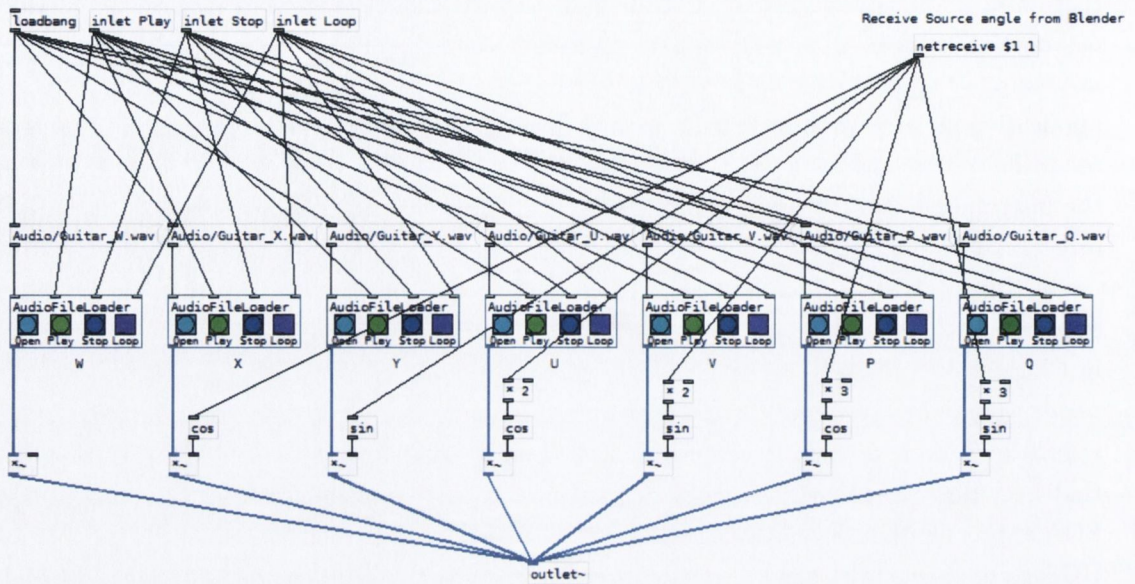 loadbang inlet Play inlet Stop inlet Loop
Receive Source angle from Blender
netreceive $1 1
Audio/Guitar_W.wav Audio/Guitar_X.wav Audio/Guitar_Y.wav Audio/Guitar_U.wav Audio/Guitar_V.wav Audio/Guitar_P.wav Audio/Guitar_Q.wav
AudioFileLoader AudioFileLoader AudioFileLoader AudioFileLoader AudioFileLoader AudioFileLoader AudioFileLoader
Open Play Stop Loop Open Play Stop Loop Open Play Stop Loop Open Play Stop Loop Open Play Stop Loop Open Play Stop Loop Open Play Stop Loop
W X Y U V P Q
* 2 * 2 * 3 * 3
cos sin cos sin cos sin
*~ *~ *~ *~ *~ *~ *~
outlet~